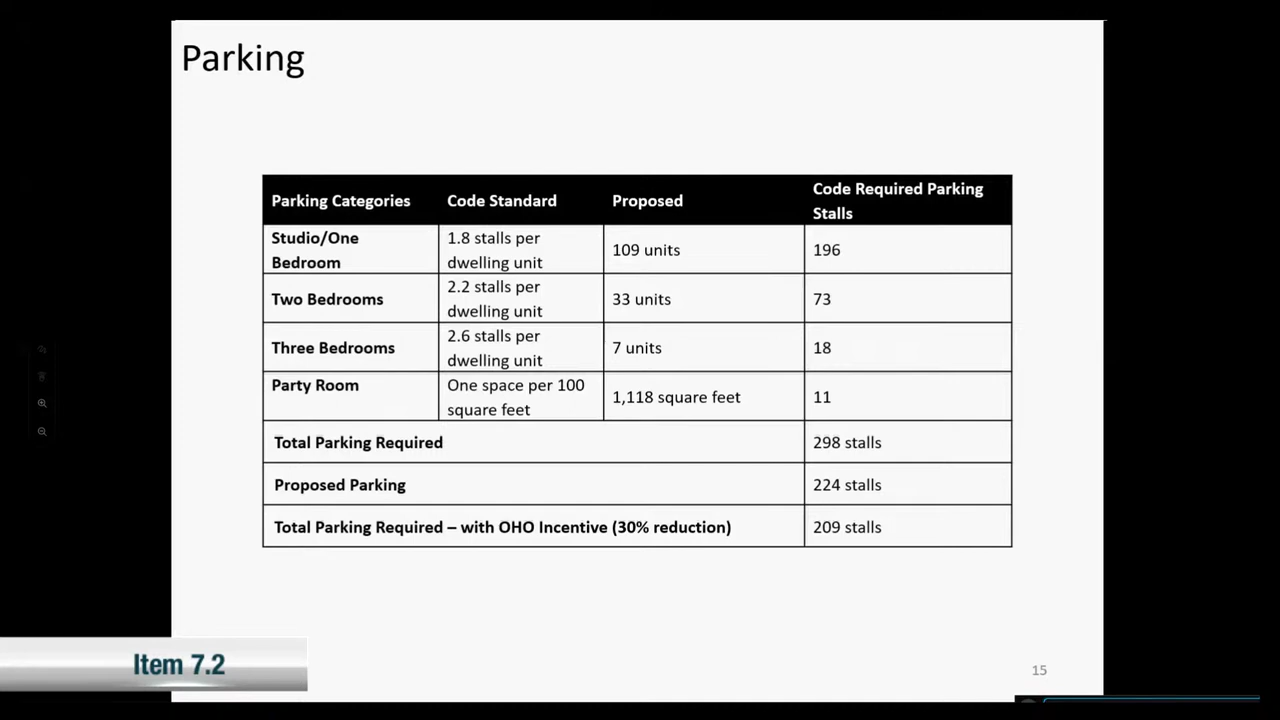 Parking
Parking Categories
Code Standard
Proposed
Code Required Parking
Stalls
Studio/One
Bedroom
1.8 stalls per
dwelling unit
109 units
196
Two Bedrooms
2.2 stalls per
dwelling unit
33 units
73
Three Bedrooms
2.6 stalls per
dwelling unit
7 units
18
Party Room
One space per 100
square feet
1,118 square feet
11
Total Parking Required
298 stalls
Proposed Parking
224 stalls
Total Parking Required – with OHO Incentive (30% reduction)
209 stalls
Item 7.2
15